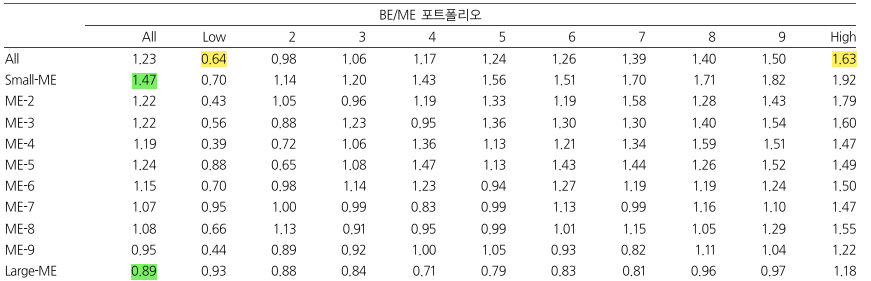 BE/ME 포트폴리오
All Low 2 3 4 5 6 7 8 9 High
All 1.23 0.64 0.98 1.06 1.17 1.24 1.26 1.39 1.40 1.50 1.63
Small-ME 1.47 0.70 1.14 1.20 1.43 1.56 1.51 1.70 1.71 1.82 1.92
ME-2 1.22 0.43 1.05 0.96 1.19 1.33 1.19 1.58 1.28 1.43 1.79
ME-3 1.22 0.56 0.88 1.23 0.95 1.36 1.30 1.30 1.40 1.54 1.60
ME-4 1.19 0.39 0.72 1.06 1.36 1.13 1.21 1.34 1.59 1.51 1.47
ME-5 1.24 0.88 0.65 1.08 1.47 1.13 1.43 1.44 1.26 1.52 1.49
ME-6 1.15 0.70 0.98 1.14 1.23 0.94 1.27 1.19 1.19 1.24 1.50
ME-7 1.07 0.95 1.00 0.99 0.83 0.99 1.13 0.99 1.16 1.10 1.47
ME-8 1.08 0.66 1.13 0.91 0.95 0.99 1.01 1.15 1.05 1.29 1.55
ME-9 0.95 0.44 0.89 0.92 1.00 1.05 0.93 0.82 1.11 1.04 1.22
Large-ME 0.89 0.93 0.88 0.84 0.71 0.79 0.83 0.81 0.96 0.97 1.18